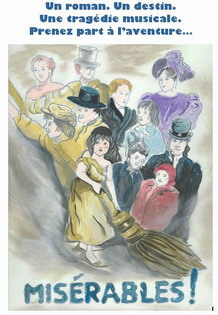 Un roman. Un destin.
Une tragédie musicale.
Prenez part à l'aventure...
MISÉRABLES!